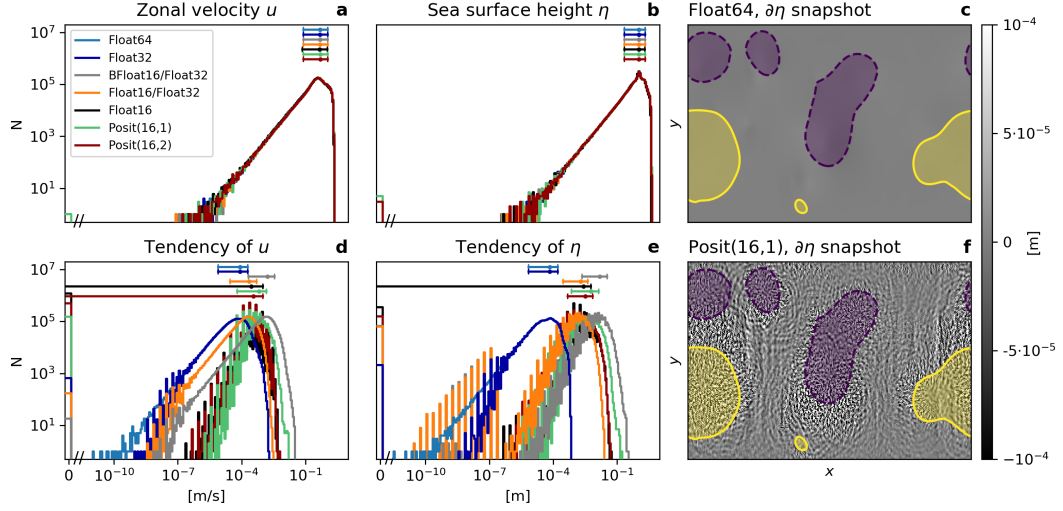 Zonal velocity u
a
10⁷
10⁵
10³
10¹
N
Float64
Float32
BFloat16/Float32
Float16/Float32
Float16
Posit(16,1)
Posit(16,2)
Sea surface height η
b
Float64, ∂η snapshot
c
y
10⁻⁴
5·10⁻⁵
0
-5·10⁻⁵
−10⁻⁴
[m]
Tendency of u
d
10⁷
10⁵
10³
10¹
N
0
10⁻¹⁰
10⁻⁷
10⁻⁴
10⁻¹
[m/s]
Tendency of η
e
N
0
10⁻¹⁰
10⁻⁷
10⁻⁴
10⁻¹
[m]
Posit(16,1), ∂η snapshot
f
y
x